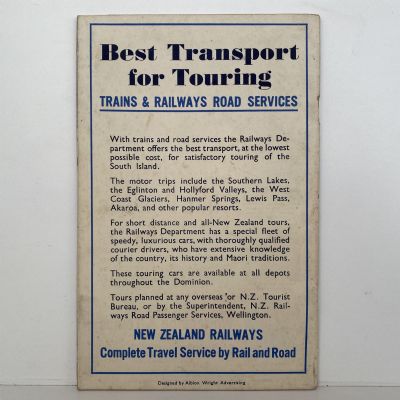 Best Transport
for Touring
TRAINS & RAILWAYS ROAD SERVICES
With trains and road services the Railways De-
partment offers the best transport, at the lowest
possible cost, for satisfactory touring of the
South Island.
The motor trips include the Southern Lakes,
the Eglinton and Hollyford Valleys, the West
Coast Glaciers, Hanmer Springs, Lewis Pass,
Akaroa, and other popular resorts.
For short distance and all-New Zealand tours,
the Railways Department has a special fleet of
speedy, luxurious cars, with thoroughly qualified
courier drivers, who have extensive knowledge
of the country, its history and Maori traditions.
These touring cars are available at all depots
throughout the Dominion.
Tours planned at any overseas or N.Z. Tourist
Bureau, or by the Superintendent, N.Z. Rail-
ways Road Passenger Services, Wellington.
NEW ZEALAND RAILWAYS
Complete Travel Service by Rail and Road
Designed by Albion Wright Advertising